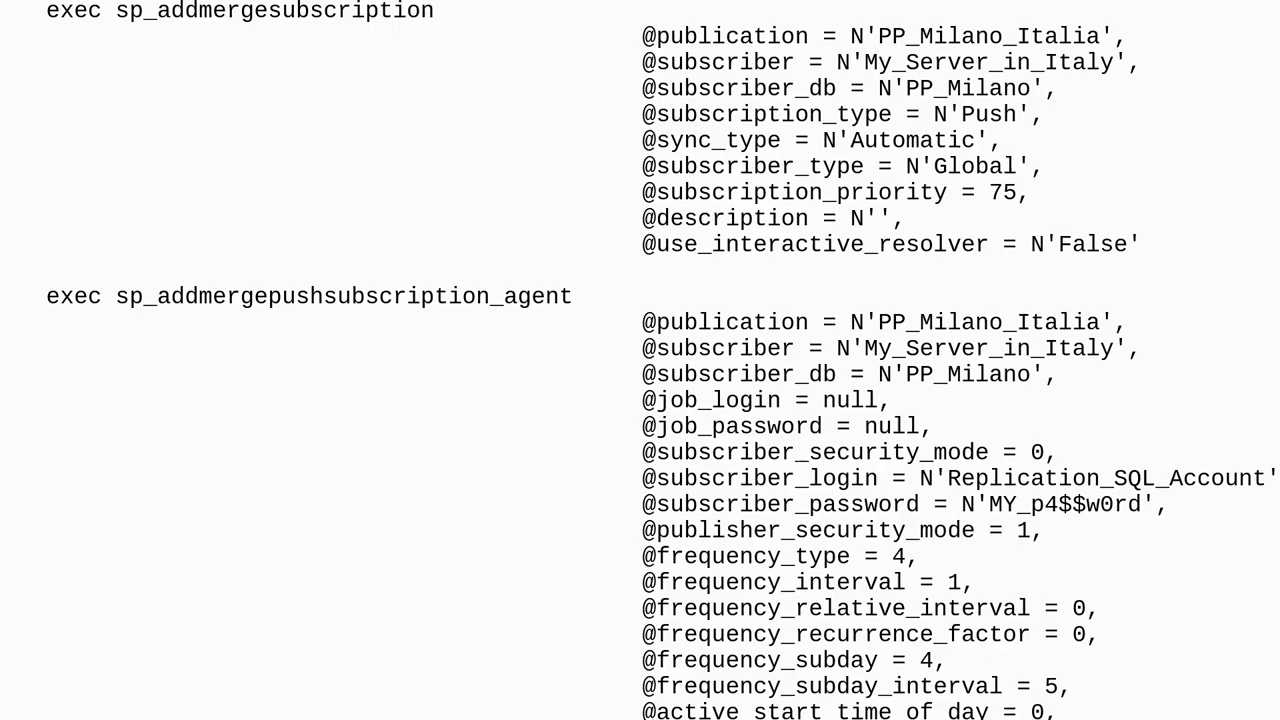 exec sp_addmergesubscription
@publication = N'PP_Milano_Italia',
@subscriber = N'My_Server_in_Italy',
@subscriber_db = N'PP_Milano',
@subscription_type = N'Push',
@sync_type = N'Automatic',
@subscriber_type = N'Global',
@subscription_priority = 75,
@description = N'',
@use_interactive_resolver = N'False'
exec sp_addmergepushsubscription_agent
@publication = N'PP_Milano_Italia',
@subscriber = N'My_Server_in_Italy',
@subscriber_db = N'PP_Milano',
@job_login = null,
@job_password = null,
@subscriber_security_mode = 0,
@subscriber_login = N'Replication_SQL_Account'
@subscriber_password = N'MY_p4$$w0rd',
@publisher_security_mode = 1,
@frequency_type = 4,
@frequency_interval = 1,
@frequency_relative_interval = 0,
@frequency_recurrence_factor = 0,
@frequency_subday = 4,
@frequency_subday_interval = 5,
@active_start_time_of_day = 0,